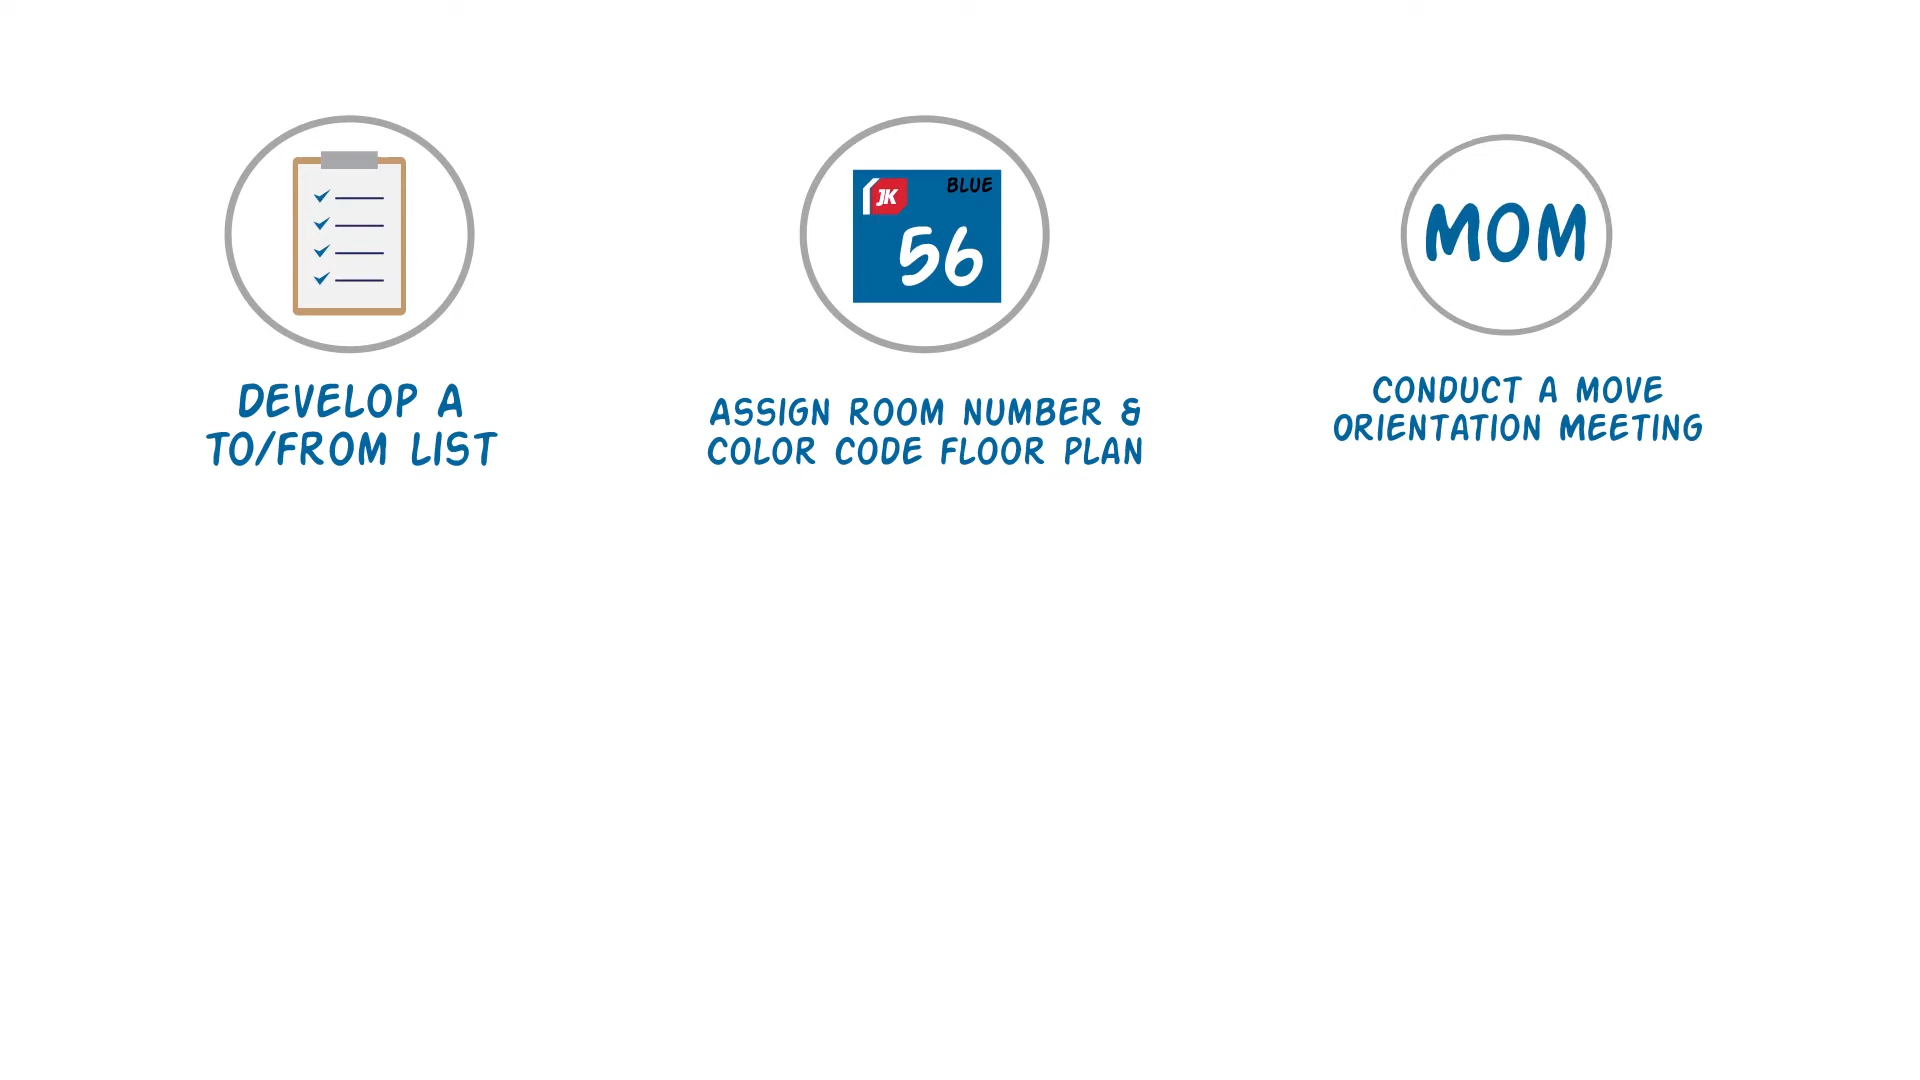 JK
BLUE
56
MOM
DEVELOP A
TO/FROM LIST
ASSIGN ROOM NUMBER &
COLOR CODE FLOOR PLAN
CONDUCT A MOVE
ORIENTATION MEETING